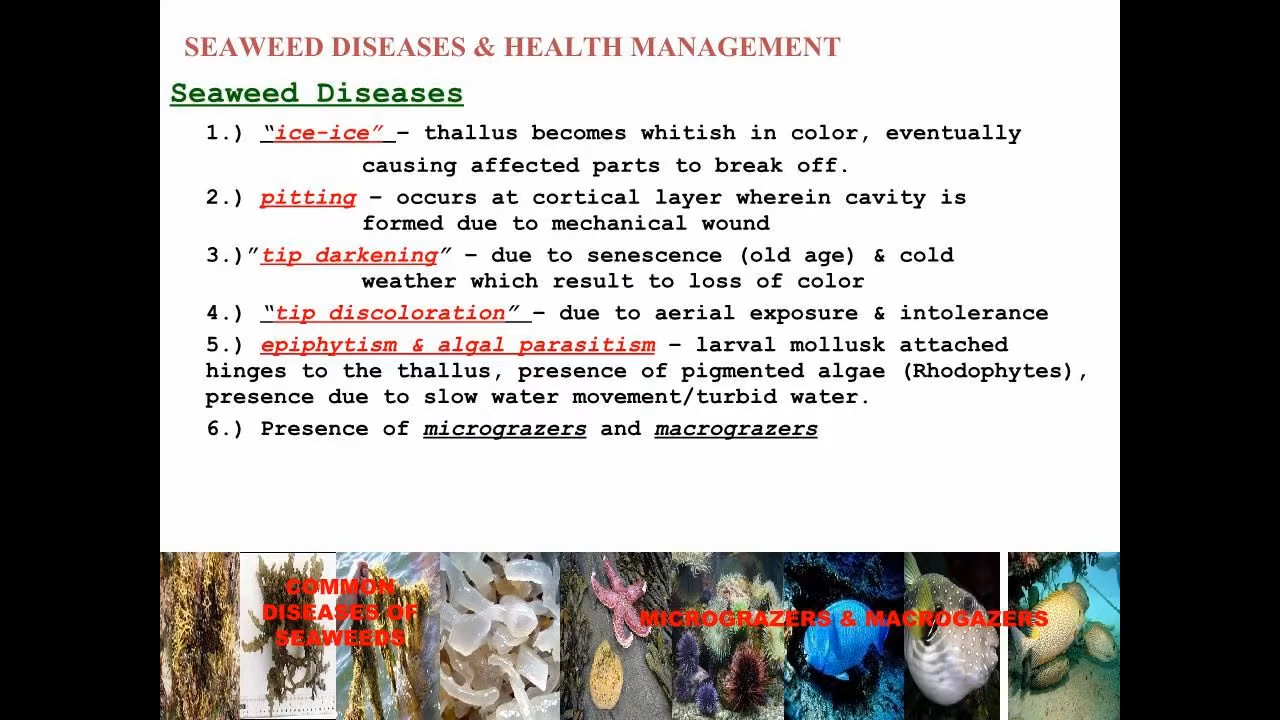 SEAWEED DISEASES & HEALTH MANAGEMENT
Seaweed Diseases
1.) “ice-ice” – thallus becomes whitish in color, eventually
causing affected parts to break off.
2.) pitting – occurs at cortical layer wherein cavity is
formed due to mechanical wound
3.)”tip darkening” – due to senescence (old age) & cold
weather which result to loss of color
4.) “tip discoloration” – due to aerial exposure & intolerance
5.) epiphytism & algal parasitism – larval mollusk attached
hinges to the thallus, presence of pigmented algae (Rhodophytes),
presence due to slow water movement/turbid water.
6.) Presence of micrograzers and macrograzers
COMMON
DISEASES OF
SEAWEEDS
MICROGRAZERS & MACROGAZERS